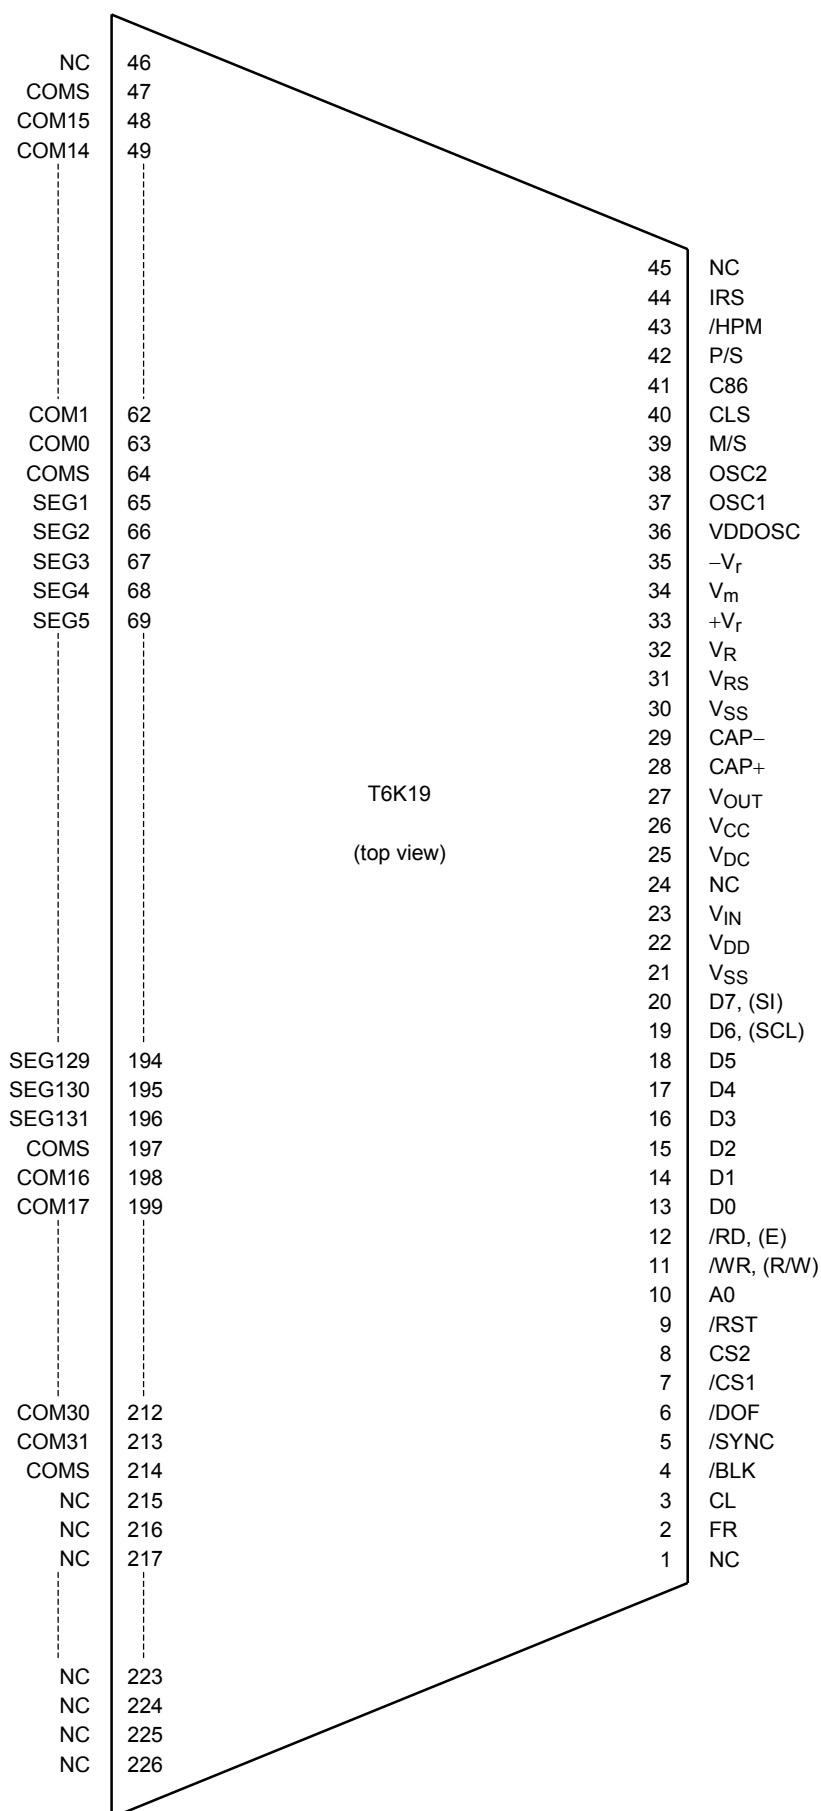 NC 46
COMS 47
COM15 48
COM14 49
COM1 62
COM0 63
COMS 64
SEG1 65
SEG2 66
SEG3 67
SEG4 68
SEG5 69
SEG129 194
SEG130 195
SEG131 196
COMS 197
COM16 198
COM17 199
COM30 212
COM31 213
COMS 214
NC 215
NC 216
NC 217
NC 223
NC 224
NC 225
NC 226
T6K19
(top view)
45 NC
44 IRS
43 /HPM
42 P/S
41 C86
40 CLS
39 M/S
38 OSC2
37 OSC1
36 VDDOSC
35 −Vr
34 Vm
33 +Vr
32 VR
31 VRS
30 VSS
29 CAP−
28 CAP+
27 VOUT
26 VCC
25 VDC
24 NC
23 VIN
22 VDD
21 VSS
20 D7, (SI)
19 D6, (SCL)
18 D5
17 D4
16 D3
15 D2
14 D1
13 D0
12 /RD, (E)
11 /WR, (R/W)
10 A0
9 /RST
8 CS2
7 /CS1
6 /DOF
5 /SYNC
4 /BLK
3 CL
2 FR
1 NC